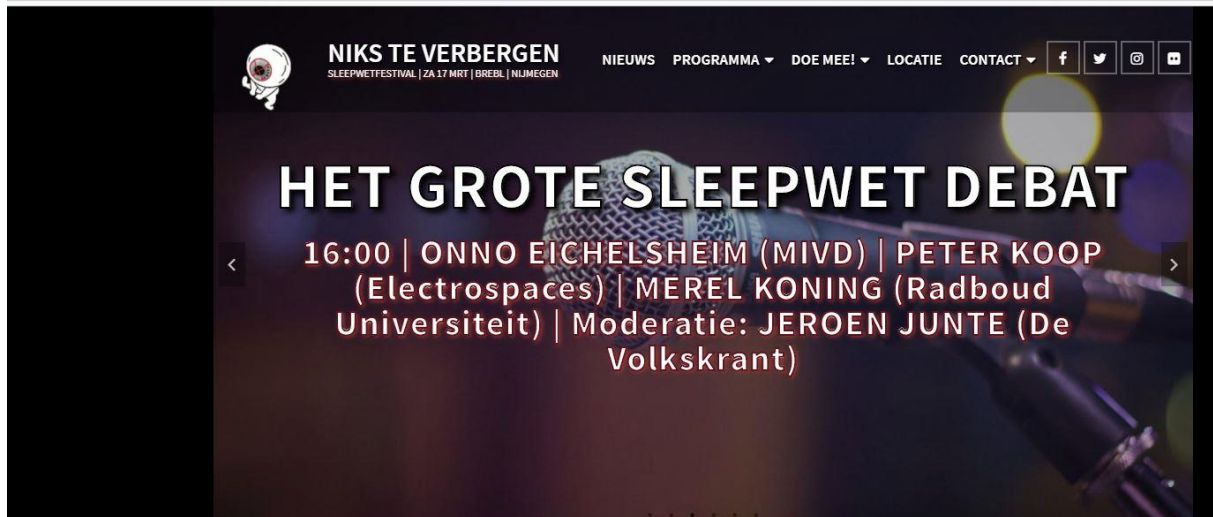 NIKS TE VERBERGEN
SLEEPWETFESTIVAL | ZA 17 MRT | BREBL | NIJMEGEN
NIEUWS PROGRAMMA DOE MEE! LOCATIE CONTACT
HET GROTE SLEEPWET DEBAT
16:00 | ONNO EICHELSHEIM (MIVD) | PETER KOOP
(Electrospaces) | MEREL KONING (Radboud
Universiteit) | Moderatie: JEROEN JUNTE (De
Volkskrant)